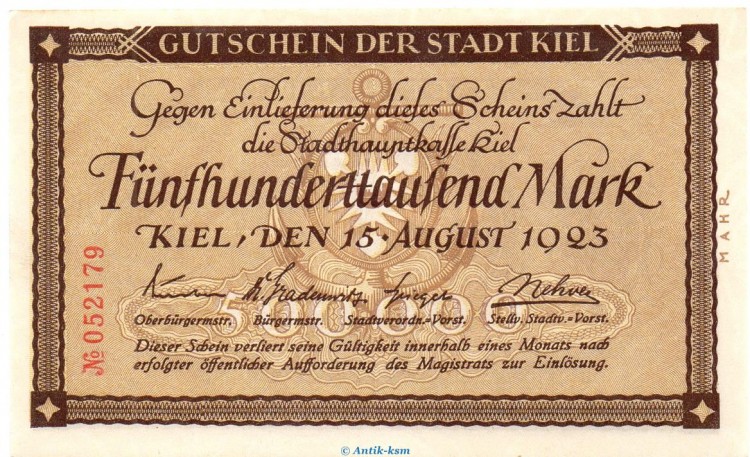 GUTSCHEIN DER STADT KIEL
Gegen Einlieferung dieses Scheins Zahlt
die Stadthauptkasse Kiel
Fünfhunderttausend Mark
KIEL, DEN 15. AUGUST 1923
500000
Oberbürgermstr. Bürgermstr. Stadtverordn.=Vorst. Stellv. Stadtv.=Vorst.
Dieser Schein verliert seine Gültigkeit innerhalb eines Monats nach
erfolgter öffentlicher Aufforderung des Magistrats zur Einlösung.
№ 052179
MAHR
© Antik-ksm